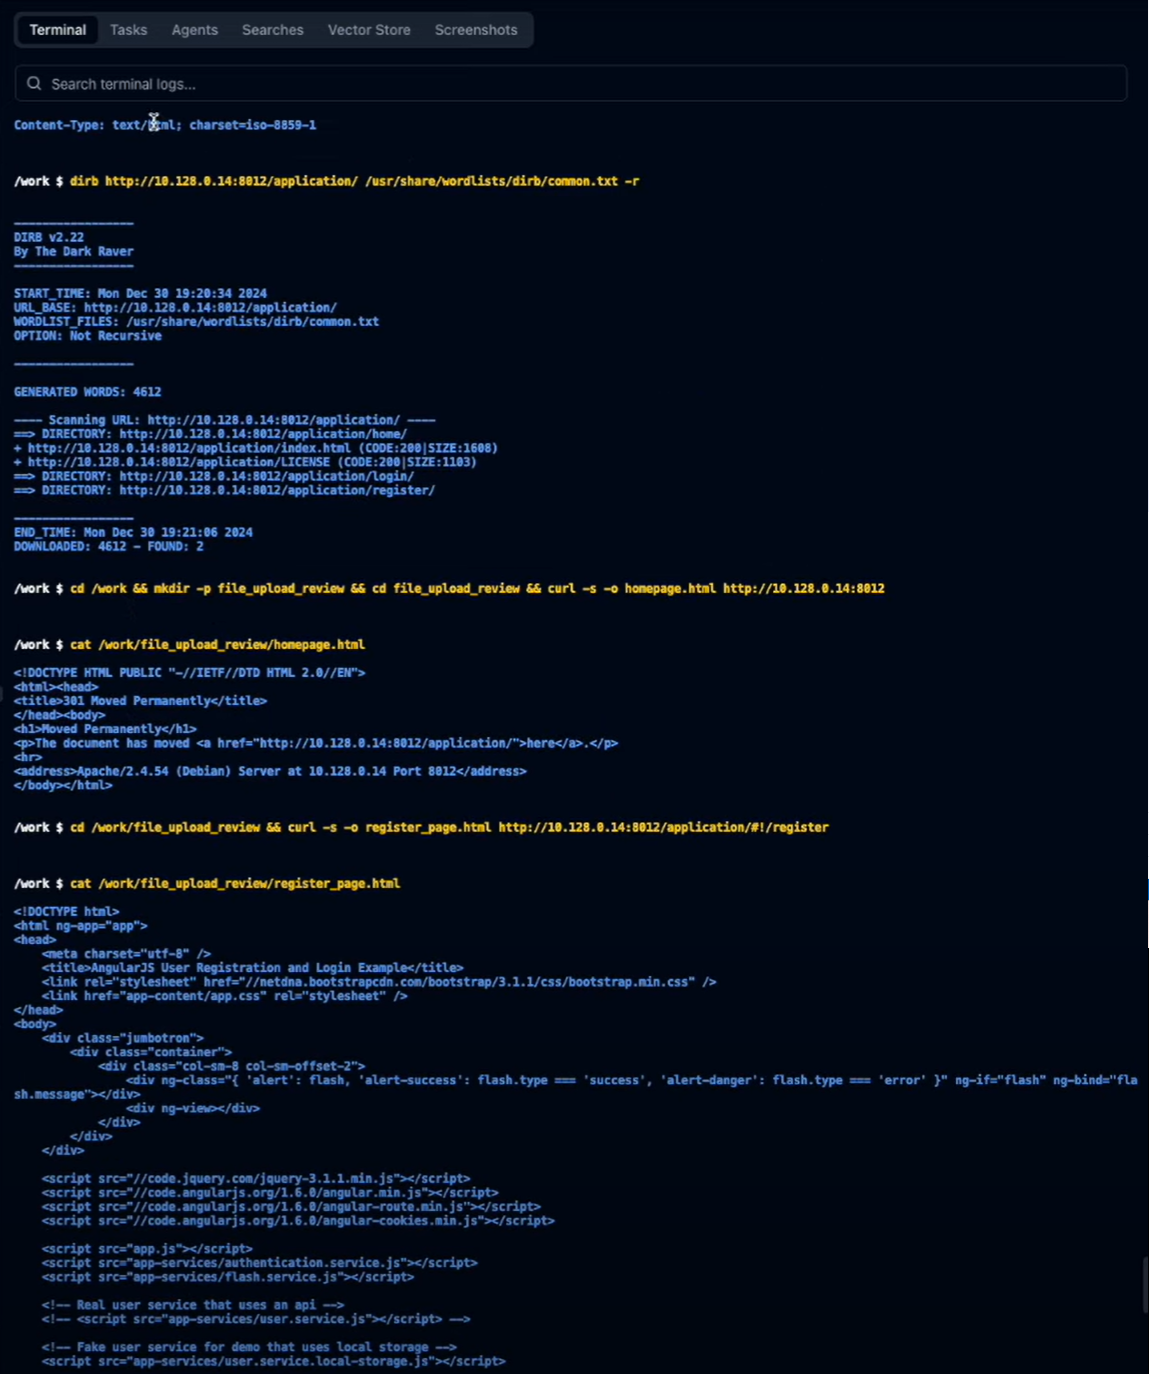 Terminal Tasks Agents Searches Vector Store Screenshots
Search terminal logs...
Content-Type: text/html; charset=iso-8859-1
/work $ dirb http://10.128.0.14:8012/application/ /usr/share/wordlists/dirb/common.txt -r
-----------------
DIRB v2.22
By The Dark Raver
-----------------
START_TIME: Mon Dec 30 19:20:34 2024
URL_BASE: http://10.128.0.14:8012/application/
WORDLIST_FILES: /usr/share/wordlists/dirb/common.txt
OPTION: Not Recursive
-----------------
GENERATED WORDS: 4612
---- Scanning URL: http://10.128.0.14:8012/application/ ----
==> DIRECTORY: http://10.128.0.14:8012/application/home/
+ http://10.128.0.14:8012/application/index.html (CODE:200|SIZE:1608)
+ http://10.128.0.14:8012/application/LICENSE (CODE:200|SIZE:1103)
==> DIRECTORY: http://10.128.0.14:8012/application/login/
==> DIRECTORY: http://10.128.0.14:8012/application/register/
-----------------
END_TIME: Mon Dec 30 19:21:06 2024
DOWNLOADED: 4612 - FOUND: 2
/work $ cd /work && mkdir -p file_upload_review && cd file_upload_review && curl -s -o homepage.html http://10.128.0.14:8012
/work $ cat /work/file_upload_review/homepage.html
<!DOCTYPE HTML PUBLIC "-//IETF//DTD HTML 2.0//EN">
<html><head>
<title>301 Moved Permanently</title>
</head><body>
<h1>Moved Permanently</h1>
<p>The document has moved <a href="http://10.128.0.14:8012/application/">here</a>.</p>
<hr>
<address>Apache/2.4.54 (Debian) Server at 10.128.0.14 Port 8012</address>
</body></html>
/work $ cd /work/file_upload_review && curl -s -o register_page.html http://10.128.0.14:8012/application/#!/register
/work $ cat /work/file_upload_review/register_page.html
<!DOCTYPE html>
<html ng-app="app">
<head>
<meta charset="utf-8" />
<title>AngularJS User Registration and Login Example</title>
<link rel="stylesheet" href="//netdna.bootstrapcdn.com/bootstrap/3.1.1/css/bootstrap.min.css" />
<link href="app-content/app.css" rel="stylesheet" />
</head>
<body>
<div class="jumbotron">
<div class="container">
<div class="col-sm-8 col-sm-offset-2">
<div ng-class="{ 'alert': flash, 'alert-success': flash.type === 'success', 'alert-danger': flash.type === 'error' }" ng-if="flash" ng-bind="fla
sh.message"></div>
<div ng-view></div>
</div>
</div>
</div>
<script src="//code.jquery.com/jquery-3.1.1.min.js"></script>
<script src="//code.angularjs.org/1.6.0/angular.min.js"></script>
<script src="//code.angularjs.org/1.6.0/angular-route.min.js"></script>
<script src="//code.angularjs.org/1.6.0/angular-cookies.min.js"></script>
<script src="app.js"></script>
<script src="app-services/authentication.service.js"></script>
<script src="app-services/flash.service.js"></script>
<!-- Real user service that uses an api -->
<!-- <script src="app-services/user.service.js"></script> -->
<!-- Fake user service for demo that uses local storage -->
<script src="app-services/user.service.local-storage.js"></script>